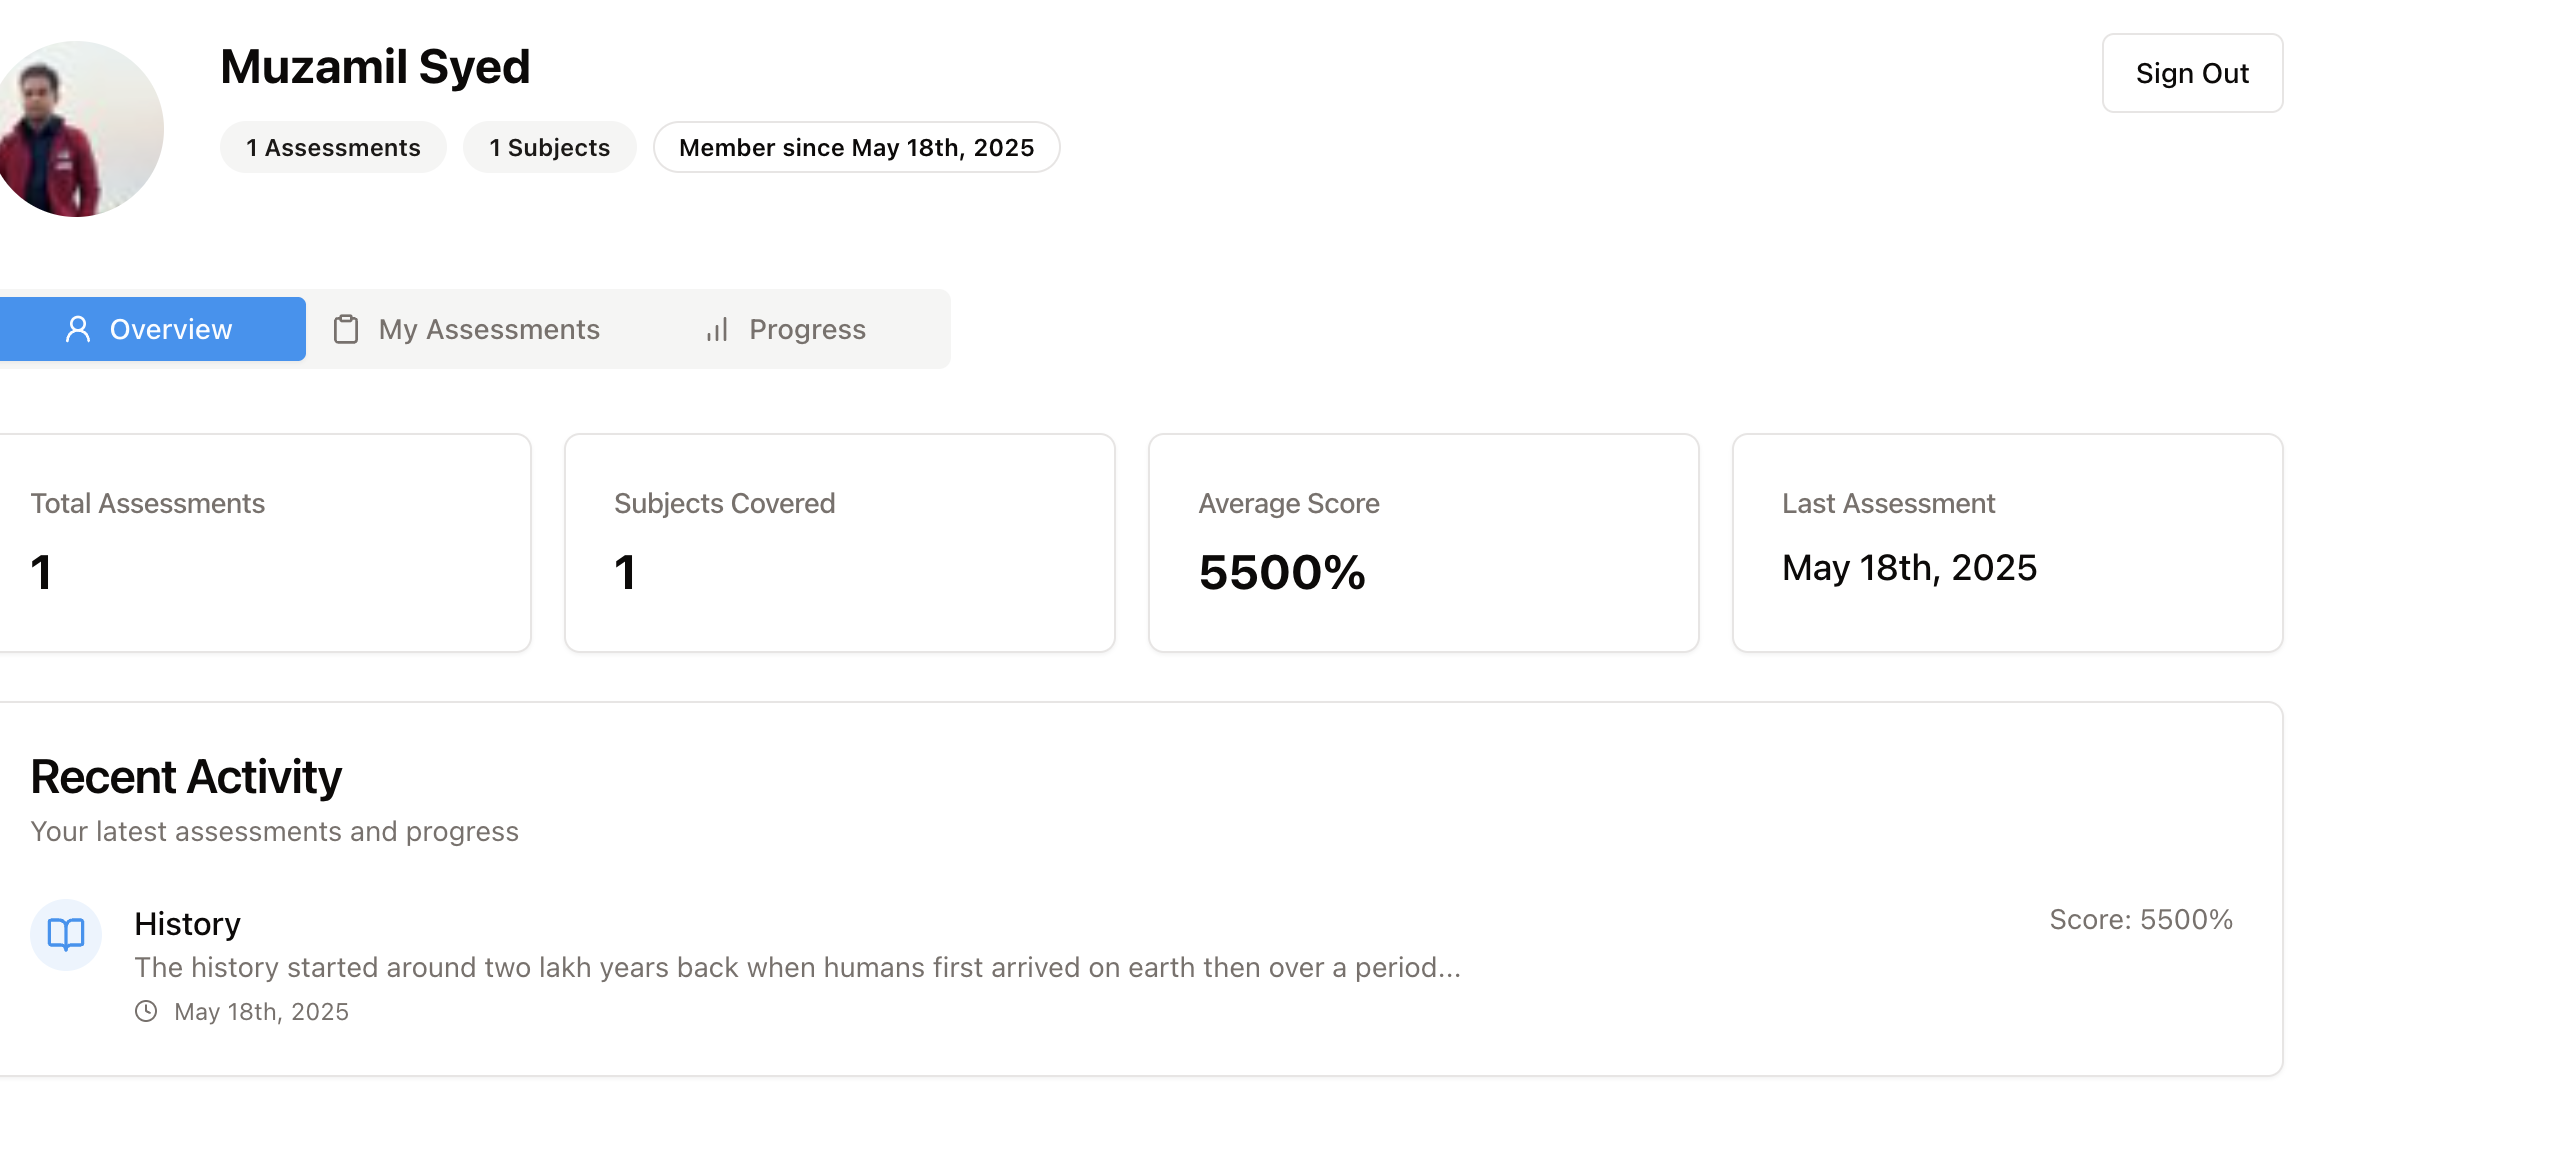 Muzamil Syed
Sign Out
1 Assessments
1 Subjects
Member since May 18th, 2025
Overview
My Assessments
Progress
Total Assessments
1
Subjects Covered
1
Average Score
5500%
Last Assessment
May 18th, 2025
Recent Activity
Your latest assessments and progress
History
Score: 5500%
The history started around two lakh years back when humans first arrived on earth then over a period...
May 18th, 2025